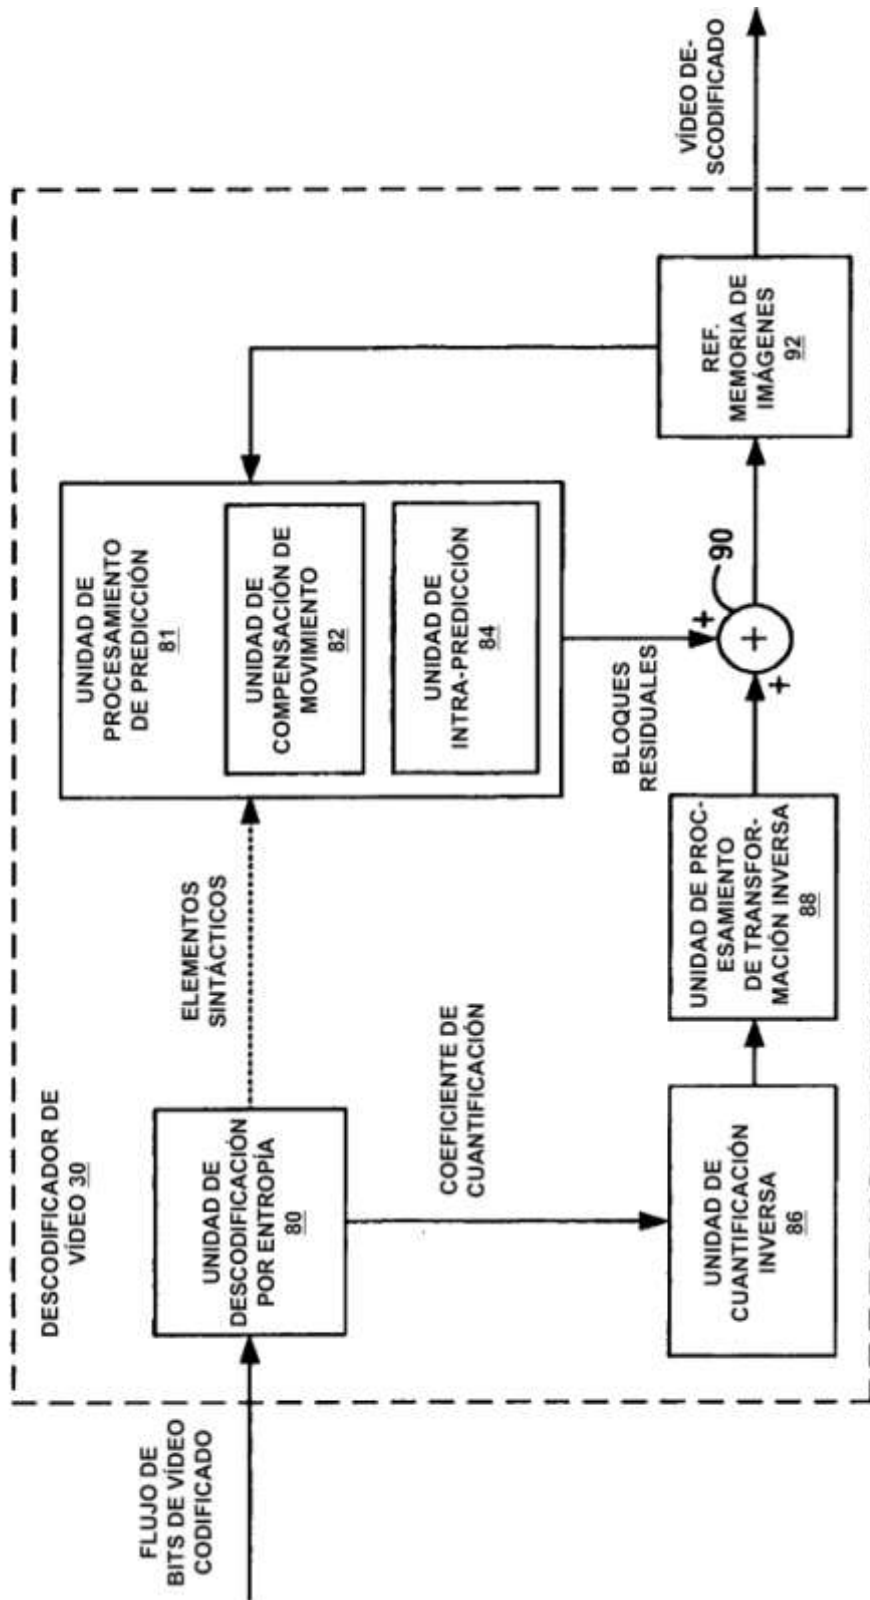 FLUJO DE
BITS DE VÍDEO
CODIFICADO
DESCODIFICADOR DE
VÍDEO 30
UNIDAD DE
DESCODIFICACIÓN
POR ENTROPÍA
80
ELEMENTOS
SINTÁCTICOS
COEFICIENTE DE
CUANTIFICACIÓN
UNIDAD DE
PROCESAMIENTO
DE PREDICCIÓN
81
UNIDAD DE
COMPENSACIÓN DE
MOVIMIENTO
82
UNIDAD DE
INTRA-PREDICCIÓN
84
UNIDAD DE
CUANTIFICACIÓN
INVERSA
86
UNIDAD DE PROC-
ESAMIENTO
DE TRANSFOR-
MACIÓN INVERSA
88
BLOQUES
RESIDUALES
+
+
+
90
REF.
MEMORIA DE
IMÁGENES
92
VÍDEO DE-
SCODIFICADO